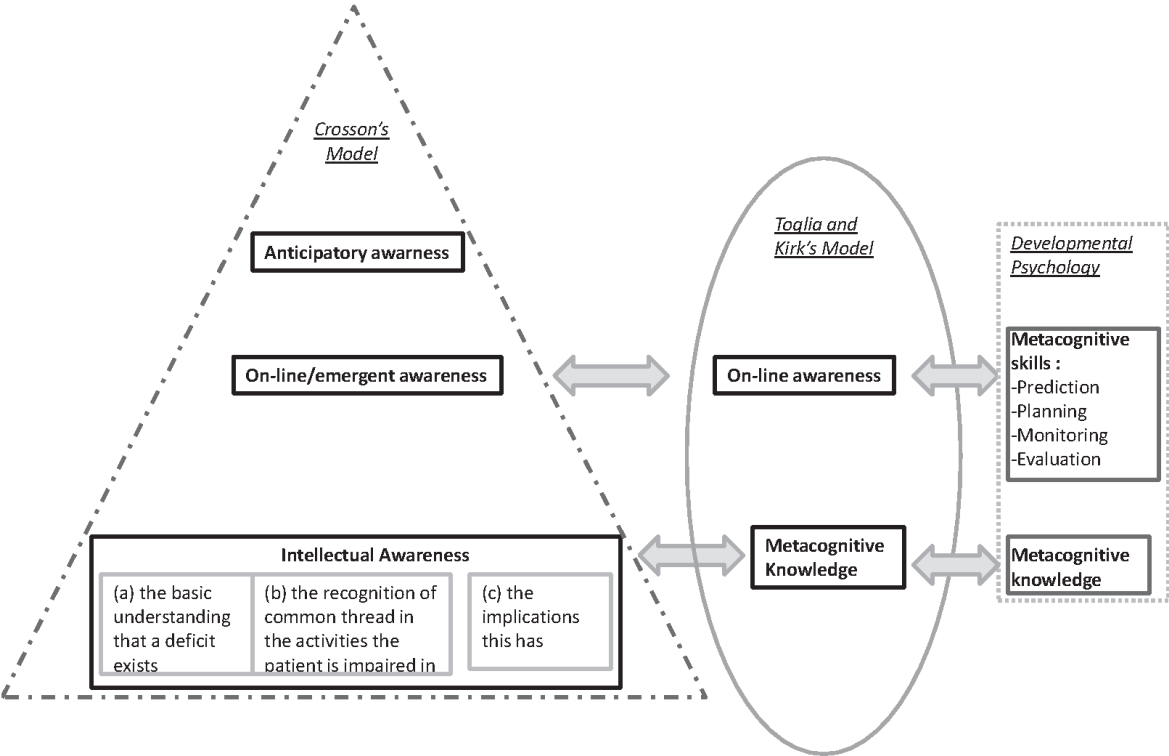 Crosson's
Model
Anticipatory awarness
On-line/emergent awareness
Intellectual Awareness
(a) the basic
understanding
that a deficit
exists
(b) the recognition of
common thread in
the activities the
patient is impaired in
(c) the
implications
this has
Toglia and
Kirk's Model
On-line awareness
Metacognitive
Knowledge
Developmental
Psychology
Metacognitive
skills :
-Prediction
-Planning
-Monitoring
-Evaluation
Metacognitive
knowledge